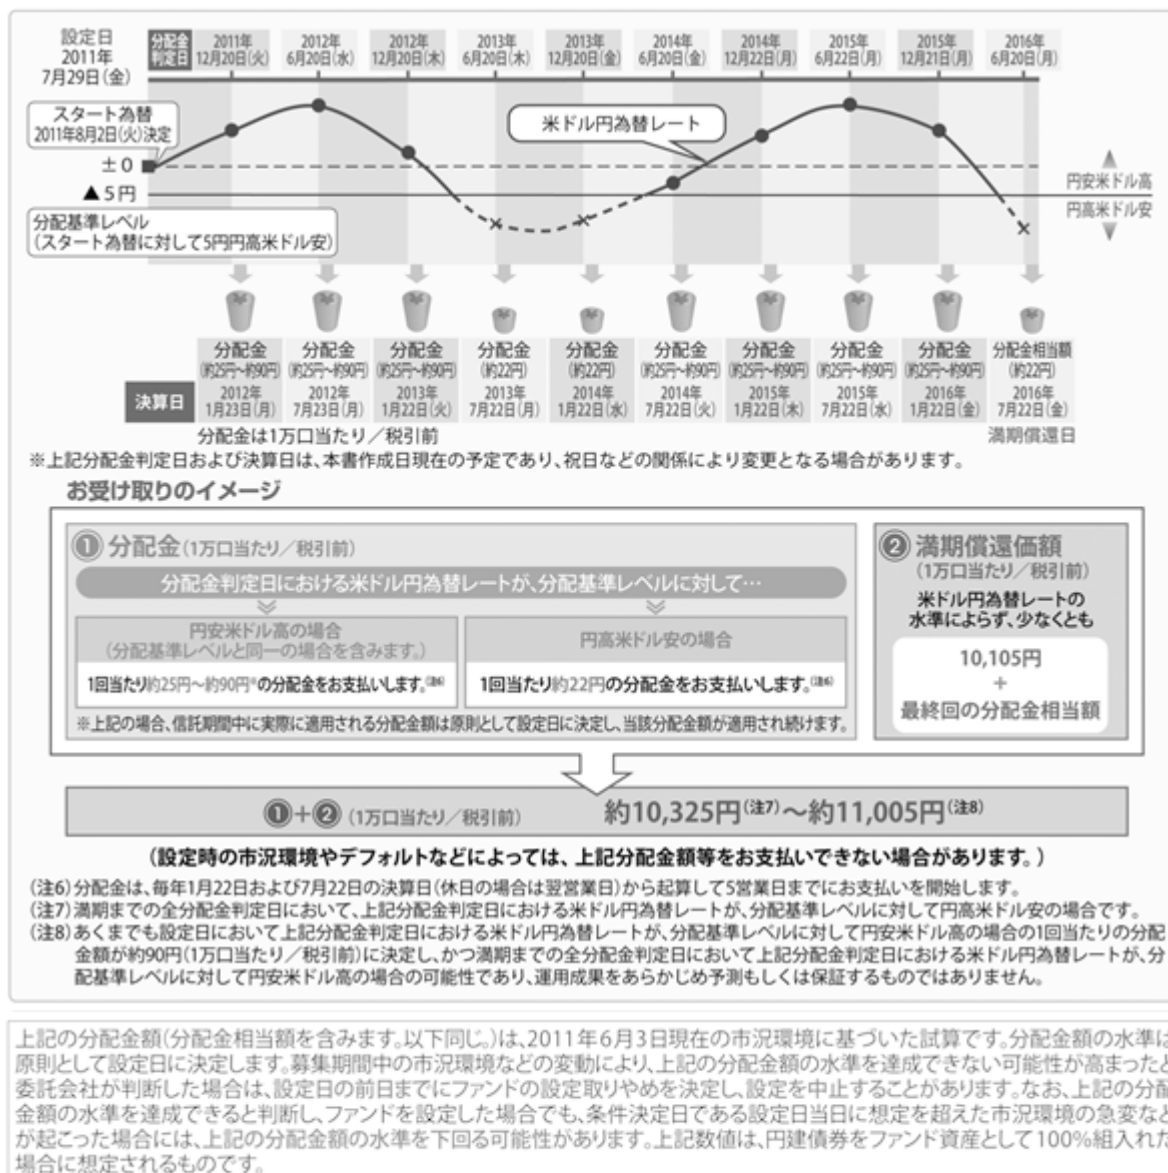 設定日
2011年
7月29日(金)
分配金
判定日
2011年
12月20日(火)
2012年
6月20日(水)
2012年
12月20日(木)
2013年
6月20日(木)
2013年
12月20日(金)
2014年
6月20日(金)
2014年
12月22日(月)
2015年
6月22日(月)
2015年
12月21日(月)
2016年
6月20日(月)
スタート為替
2011年8月2日(火)決定
米ドル円為替レート
±0
▲5円
円安米ドル高
円高米ドル安
分配基準レベル
(スタート為替に対して5円円高米ドル安)
分配金
(約25円~約90円)
分配金
(約25円~約90円)
分配金
(約25円~約90円)
分配金
(約22円)
分配金
(約22円)
分配金
(約25円~約90円)
分配金
(約25円~約90円)
分配金
(約25円~約90円)
分配金
(約25円~約90円)
分配金相当額
(約22円)
決算日
2012年
1月23日(月)
2012年
7月23日(月)
2013年
1月22日(火)
2013年
7月22日(月)
2014年
1月22日(水)
2014年
7月22日(火)
2015年
1月22日(木)
2015年
7月22日(水)
2016年
1月22日(金)
2016年
7月22日(金)
分配金は1万口当たり/税引前
満期償還日
※上記分配金判定日および決算日は、本書作成日現在の予定であり、祝日などの関係により変更となる場合があります。
お受け取りのイメージ
① 分配金(1万口当たり/税引前)
分配金判定日における米ドル円為替レートが、分配基準レベルに対して…
円安米ドル高の場合
(分配基準レベルと同一の場合を含みます。)
1回当たり約25円~約90円※の分配金をお支払いします。(注6)
円高米ドル安の場合
1回当たり約22円の分配金をお支払いします。(注6)
※上記の場合、信託期間中に実際に適用される分配金額は原則として設定日に決定し、当該分配金額が適用され続けます。
② 満期償還価額
(1万口当たり/税引前)
米ドル円為替レートの
水準によらず、少なくとも
10,105円
+
最終回の分配金相当額
①+② (1万口当たり/税引前) 約10,325円(注7)~約11,005円(注8)
(設定時の市況環境やデフォルトなどによっては、上記分配金額等をお支払いできない場合があります。)
(注6)分配金は、毎年1月22日および7月22日の決算日(休日の場合は翌営業日)から起算して5営業日までにお支払いを開始します。
(注7)満期までの全分配金判定日において、上記分配金判定日における米ドル円為替レートが、分配基準レベルに対して円高米ドル安の場合です。
(注8)あくまでも設定日において上記分配金判定日における米ドル円為替レートが、分配基準レベルに対して円安米ドル高の場合の1回当たりの分配
金額が約90円(1万口当たり/税引前)に決定し、かつ満期までの全分配金判定日において上記分配金判定日における米ドル円為替レートが、分
配基準レベルに対して円安米ドル高の場合の可能性であり、運用成果をあらかじめ予測もしくは保証するものではありません。
上記の分配金額(分配金相当額を含みます。以下同じ。)は、2011年6月3日現在の市況環境に基づいた試算です。分配金額の水準は
原則として設定日に決定します。募集期間中の市況環境などの変動により、上記の分配金額の水準を達成できない可能性が高まったと
委託会社が判断した場合は、設定日の前日までにファンドの設定取りやめを決定し、設定を中止することがあります。なお、上記の分配
金額の水準を達成できると判断し、ファンドを設定した場合でも、条件決定日である設定日当日に想定を超えた市況環境の急変など
が起こった場合には、上記の分配金額の水準を下回る可能性があります。上記数値は、円建債券をファンド資産として100%組入れた
場合に想定されるものです。